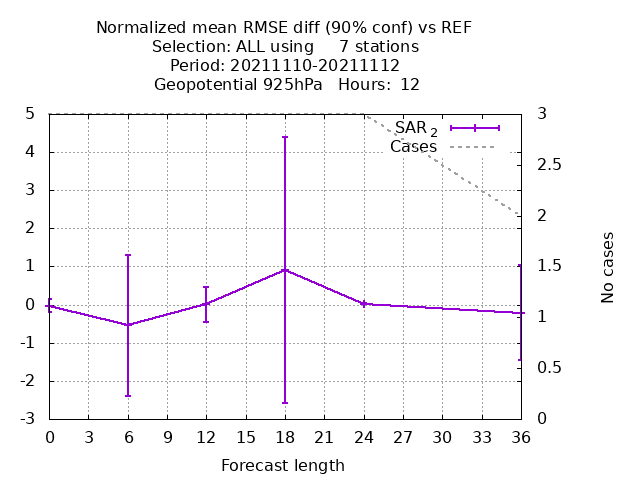 Normalized mean RMSE diff (90% conf) vs REF
Selection: ALL using     7 stations
Period: 20211110-20211112
Geopotential 925hPa   Hours:  12
5
4
3
2
1
0
-1
-2
-3
SAR 2
Cases
3
2.5
2
1.5
1
0.5
0
No cases
0 3 6 9 12 15 18 21 24 27 30 33 36
Forecast length